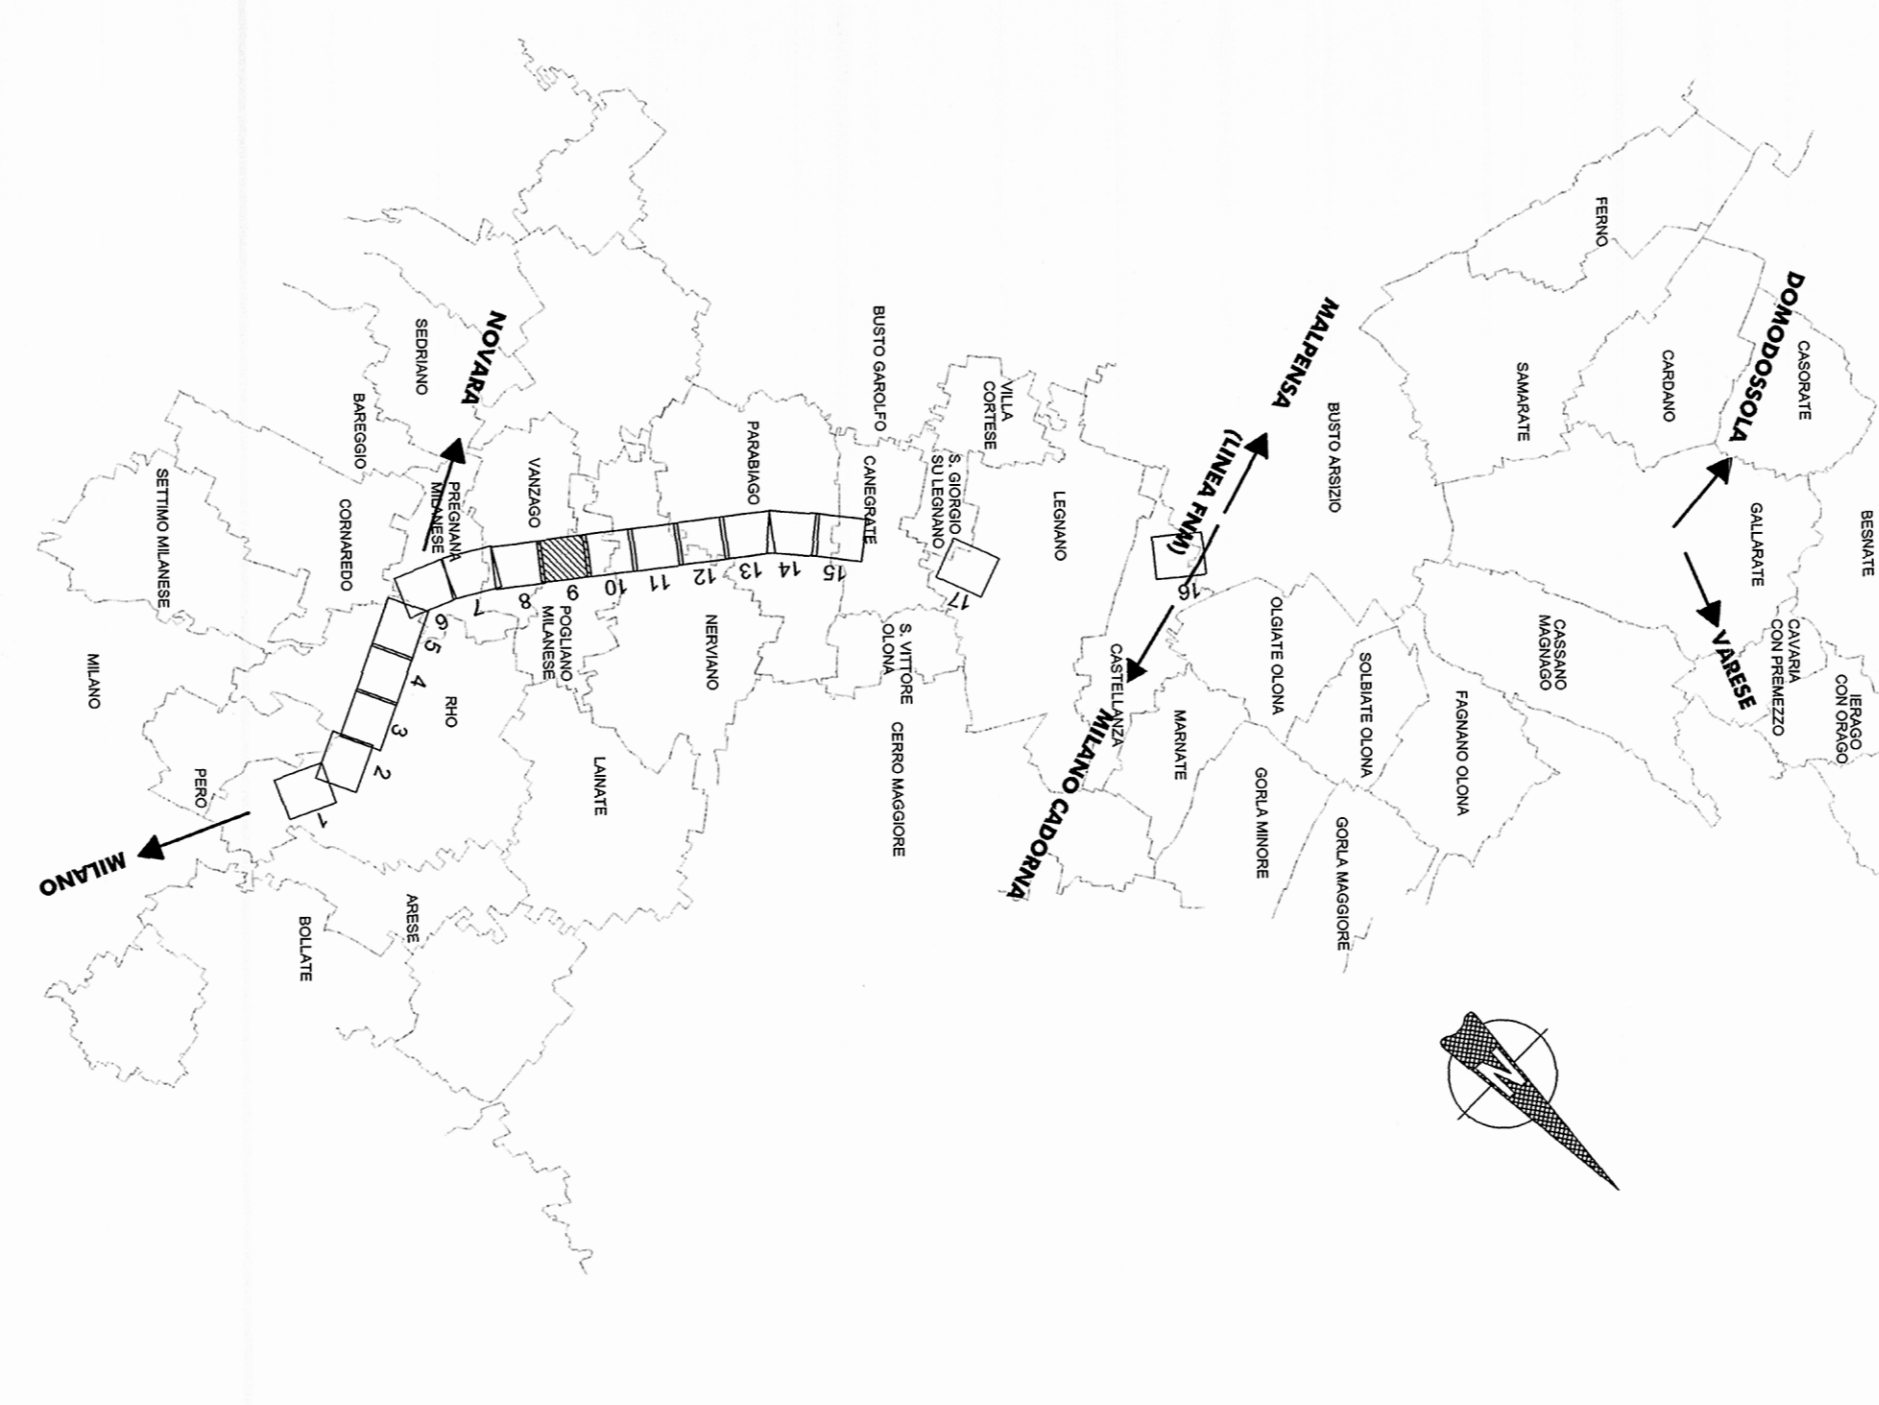 FERNO
DOMODOSSOLA
CASORATE
CARDANO
SAMARATE
MALPENSA
(LINEA FNM)
BUSTO ARSIZIO
BUSTO GAROLFO
VILLA
CORTESE
NOVARA
SEDRIANO
BAREGGIO
SETTIMO MILANESE
CORNAREDO
PREGNANA
MILANESE
VANZAGO
PARABIAGO
CANEGRATE
S. GIORGIO
SU LEGNANO
LEGNANO
GALLARATE
BESNATE
VARESE
CAVARIA
CON PREMEZZO
IERAGO
CON ORAGO
CASSANO
MAGNAGO
OLGIATE OLONA
SOLBIATE OLONA
FAGNANO OLONA
CASTELLANZA
MARNATE
GORLA MINORE
GORLA MAGGIORE
MILANO CADORNA
S. VITTORE
OLONA
CERRO MAGGIORE
NERVIANO
POGLIANO
MILANESE
LAINATE
RHO
MILANO
PERO
MILANO
ARESE
BOLLATE
1
2
3
4
5
6
7
8
9
10
11
12
13
14
15
16
17
N